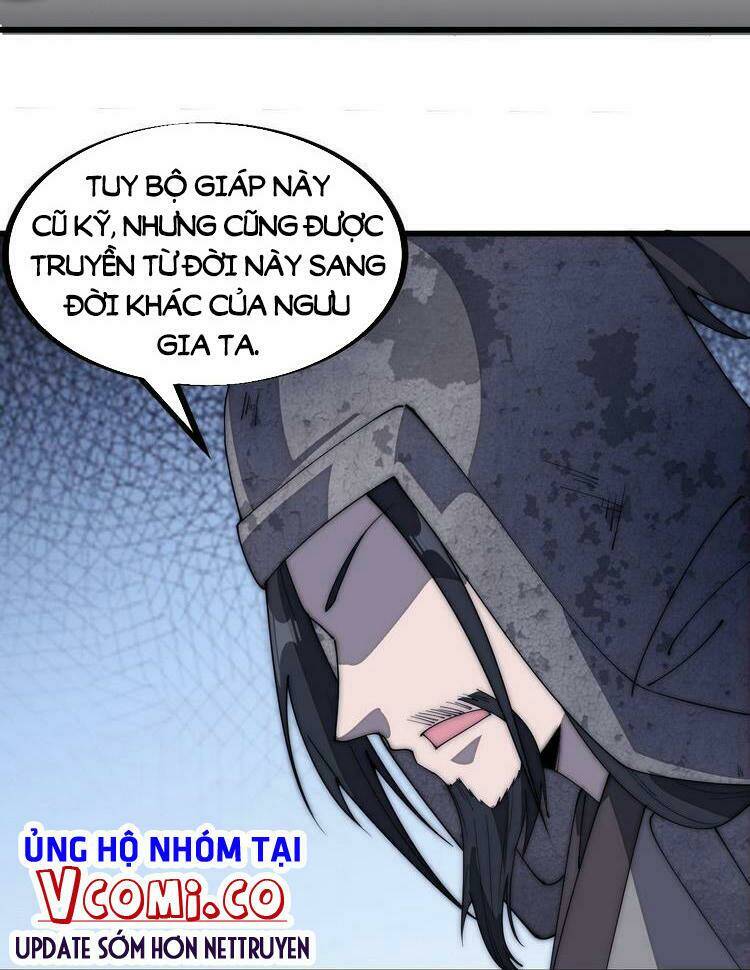 TUY BỘ GIÁP NÀY
CŨ KỸ, NHƯNG CŨNG ĐƯỢC
TRUYỀN TỪ ĐỜI NÀY SANG
ĐỜI KHÁC CỦA NGƯU
GIA TA.
ỦNG HỘ NHÓM TẠI
VCOMI.CO
UPDATE SỚM HƠN NETTRUYEN